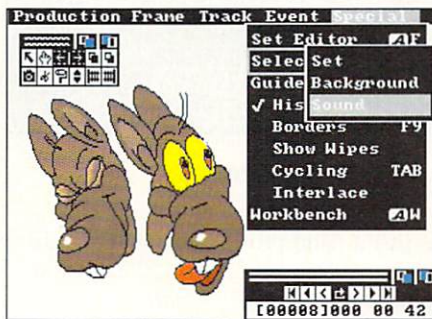 Production Frame Track Event Special
Set Editor AF
Selec Set
Guide Background
✓ His Sound
Borders F9
Show Wipes
Cycling TAB
Interlace
Workbench AW
[00008]000 00 42